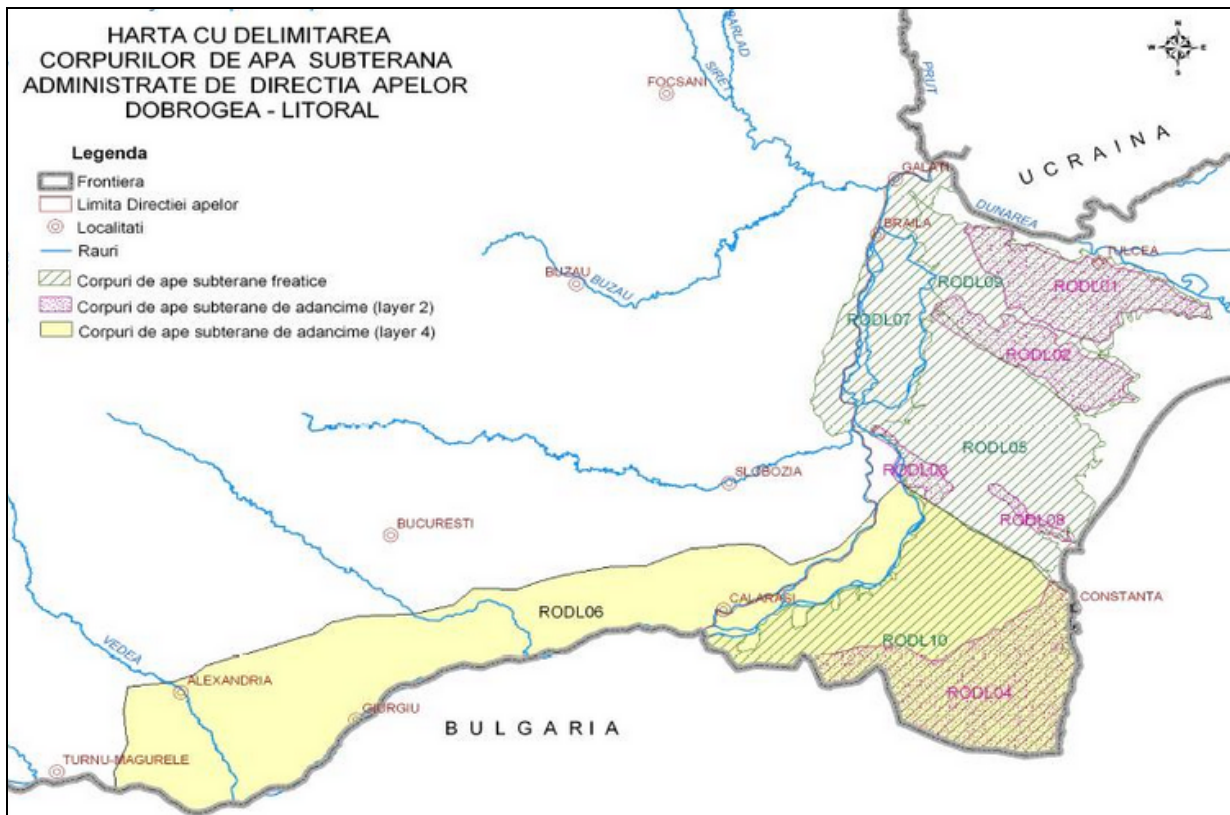 HARTA CU DELIMITAREA
CORPURILOR DE APA SUBTERANA
ADMINISTRATE DE DIRECTIA APELOR
DOBROGEA - LITORAL
Legenda
Frontiera
Limita Directiei apelor
Localitati
Rauri
Corpuri de ape subterane freatice
Corpuri de ape subterane de adancime (layer 2)
Corpuri de ape subterane de adancime (layer 4)
N
W E
S
BARLAD
SIRET
PRUT
FOCSANI
UCRAINA
GALATI
DUNAREA
BRAILA
TULCEA
BUZAU
BUZAU
RODL09
RODL01
RODL07
RODL02
RODL05
SLOBOZIA
RODL03
RODL08
BUCURESTI
CALARASI
CONSTANTA
RODL06
RODL10
VEDEA
ALEXANDRIA
RODL04
GIURGIU
BULGARIA
TURNU-MAGURELE